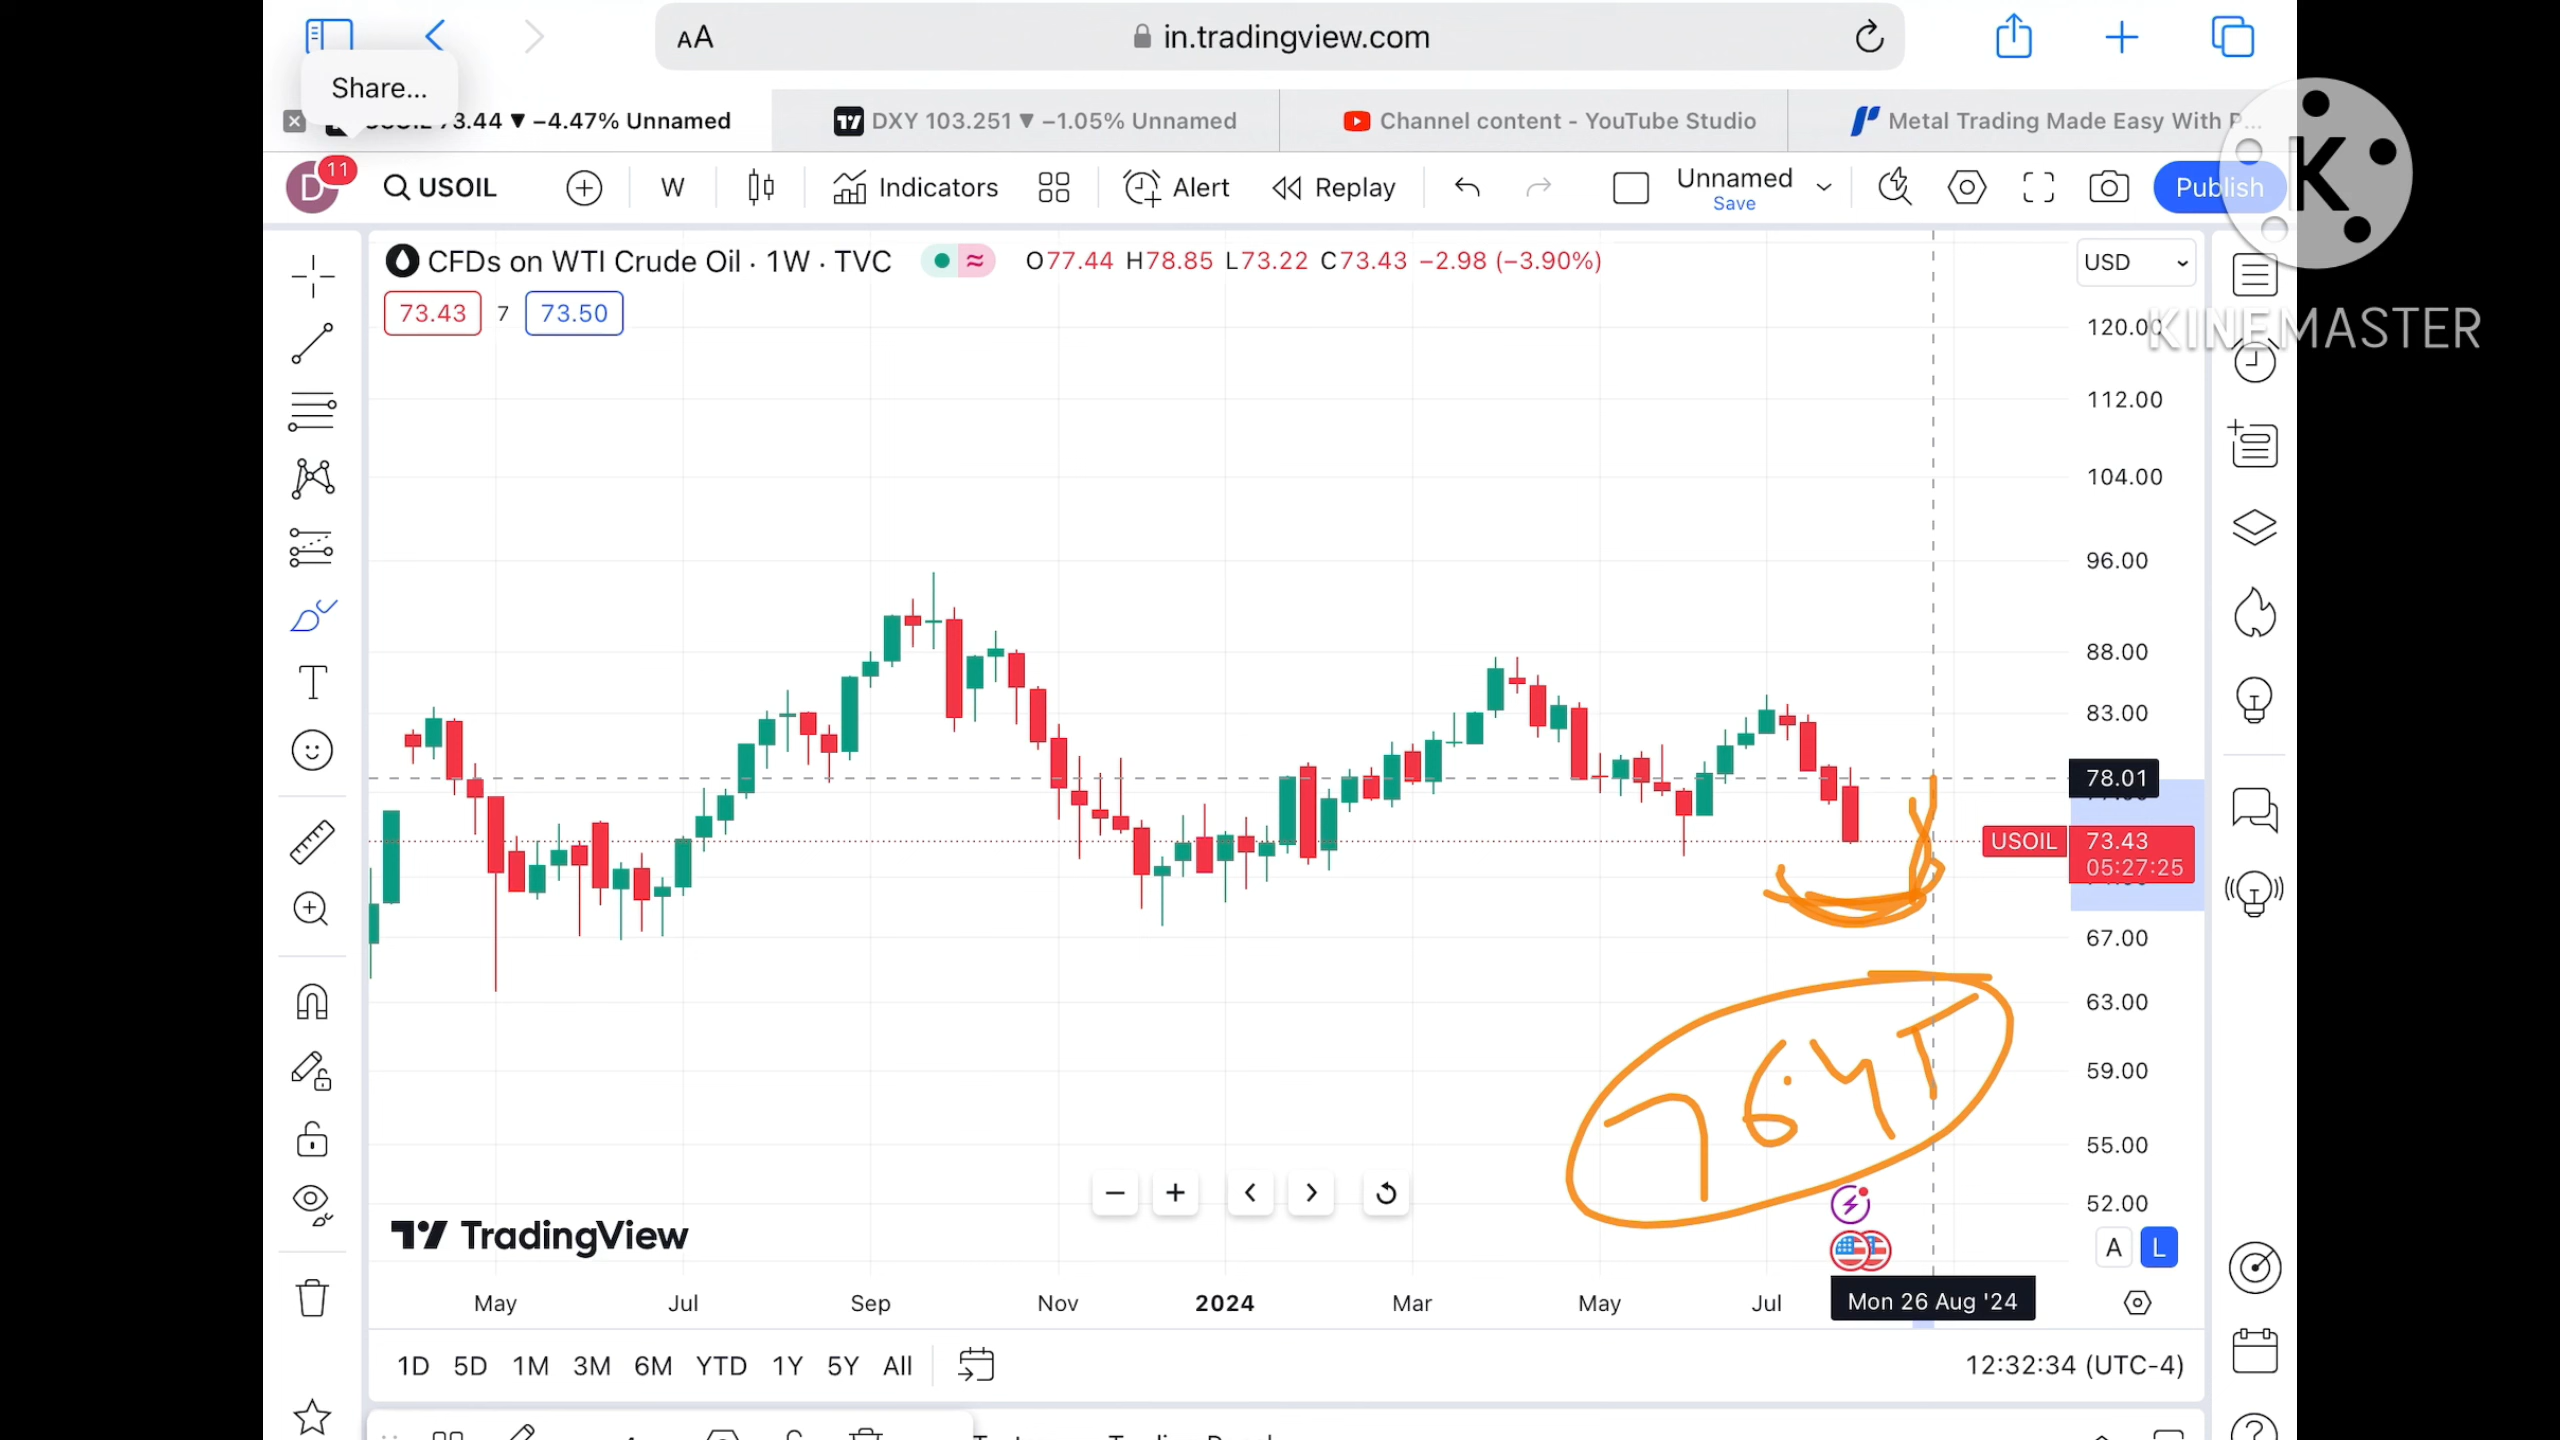 AA in.tradingview.com
Share...
73.44 ▼ −4.47% Unnamed
DXY 103.251 ▼ −1.05% Unnamed
Channel content - YouTube Studio
Metal Trading Made Easy With P...
D 11 USOIL W Indicators Alert Replay Unnamed Save Publish
K
KINEMASTER
CFDs on WTI Crude Oil · 1W · TVC O77.44 H78.85 L73.22 C73.43 −2.98 (−3.90%) USD
73.43 7 73.50
120.00
112.00
104.00
96.00
88.00
83.00
78.01
USOIL 73.43
05:27:25
67.00
63.00
59.00
55.00
52.00
76.4T
TradingView
A L
May Jul Sep Nov 2024 Mar May Jul Mon 26 Aug '24
1D 5D 1M 3M 6M YTD 1Y 5Y All 12:32:34 (UTC-4)